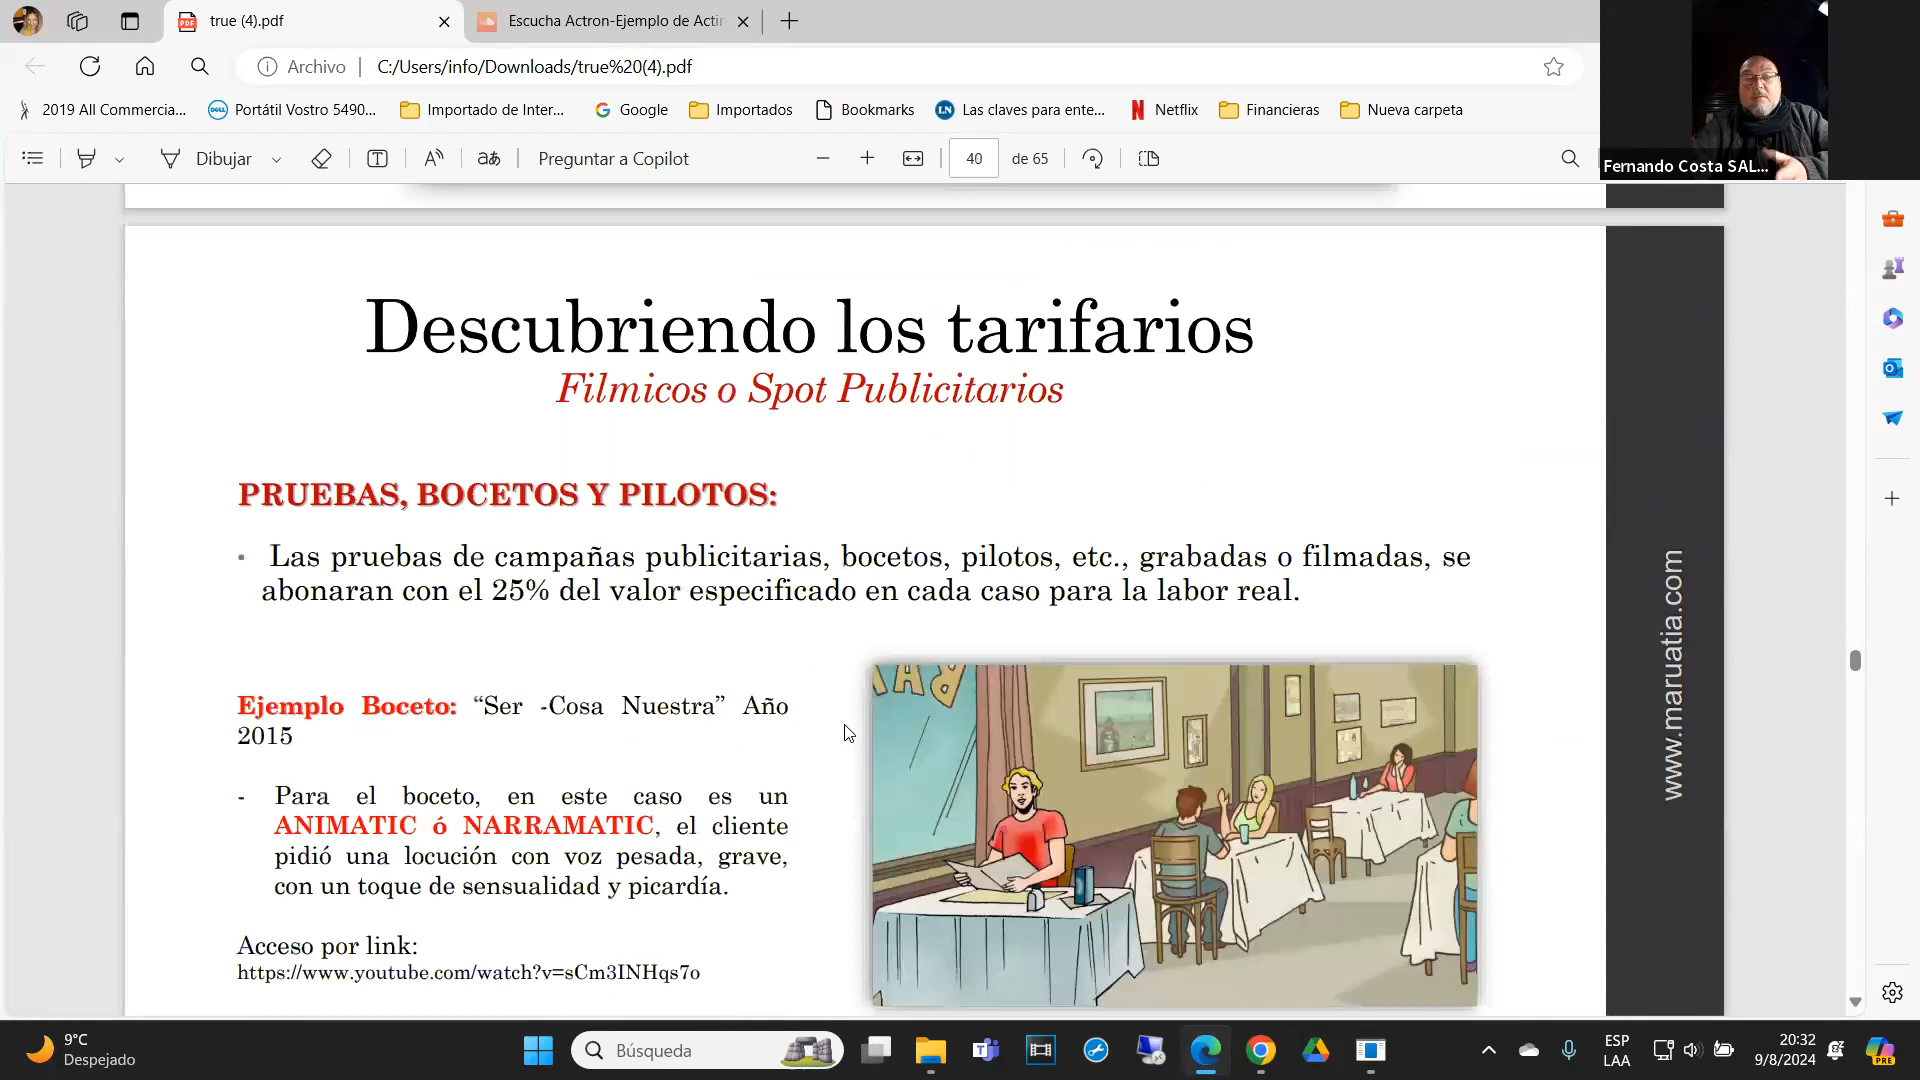 true (4).pdf
Escucha Actron-Ejemplo de Actin
Archivo
C:/Users/info/Downloads/true%20(4).pdf
2019 All Commercia...
Portátil Vostro 5490...
Importado de Inter...
Google
Importados
Bookmarks
Las claves para ente...
Netflix
Financieras
Nueva carpeta
Dibujar
Preguntar a Copilot
40
de 65
Fernando Costa SAL...
Descubriendo los tarifarios
Filmicos o Spot Publicitarios
PRUEBAS, BOCETOS Y PILOTOS:
▪ Las pruebas de campañas publicitarias, bocetos, pilotos, etc., grabadas o filmadas, se
abonaran con el 25% del valor especificado en cada caso para la labor real.
Ejemplo Boceto: “Ser -Cosa Nuestra” Año
2015
- Para el boceto, en este caso es un
ANIMATIC ó NARRAMATIC, el cliente
pidió una locución con voz pesada, grave,
con un toque de sensualidad y picardía.
Acceso por link:
https://www.youtube.com/watch?v=sCm3INHqs7o
BAR
www.maruatia.com
9°C
Despejado
Búsqueda
ESP
LAA
20:32
9/8/2024
PRE